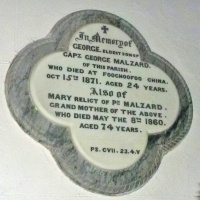 In Memory of
GEORGE, ELDEST SON OF
CAPT. GEORGE MALZARD.
OF THIS PARISH.
WHO DIED AT FOOCHOOFOO CHINA.
OCT 15TH 1871. AGED 24 YEARS.
Also of
MARY RELICT OF PH MALZARD.
GRAND MOTHER OF THE ABOVE.
WHO DIED MAY THE 8TH 1860.
AGED 74 YEARS.
PS. CVII. 23.4.V